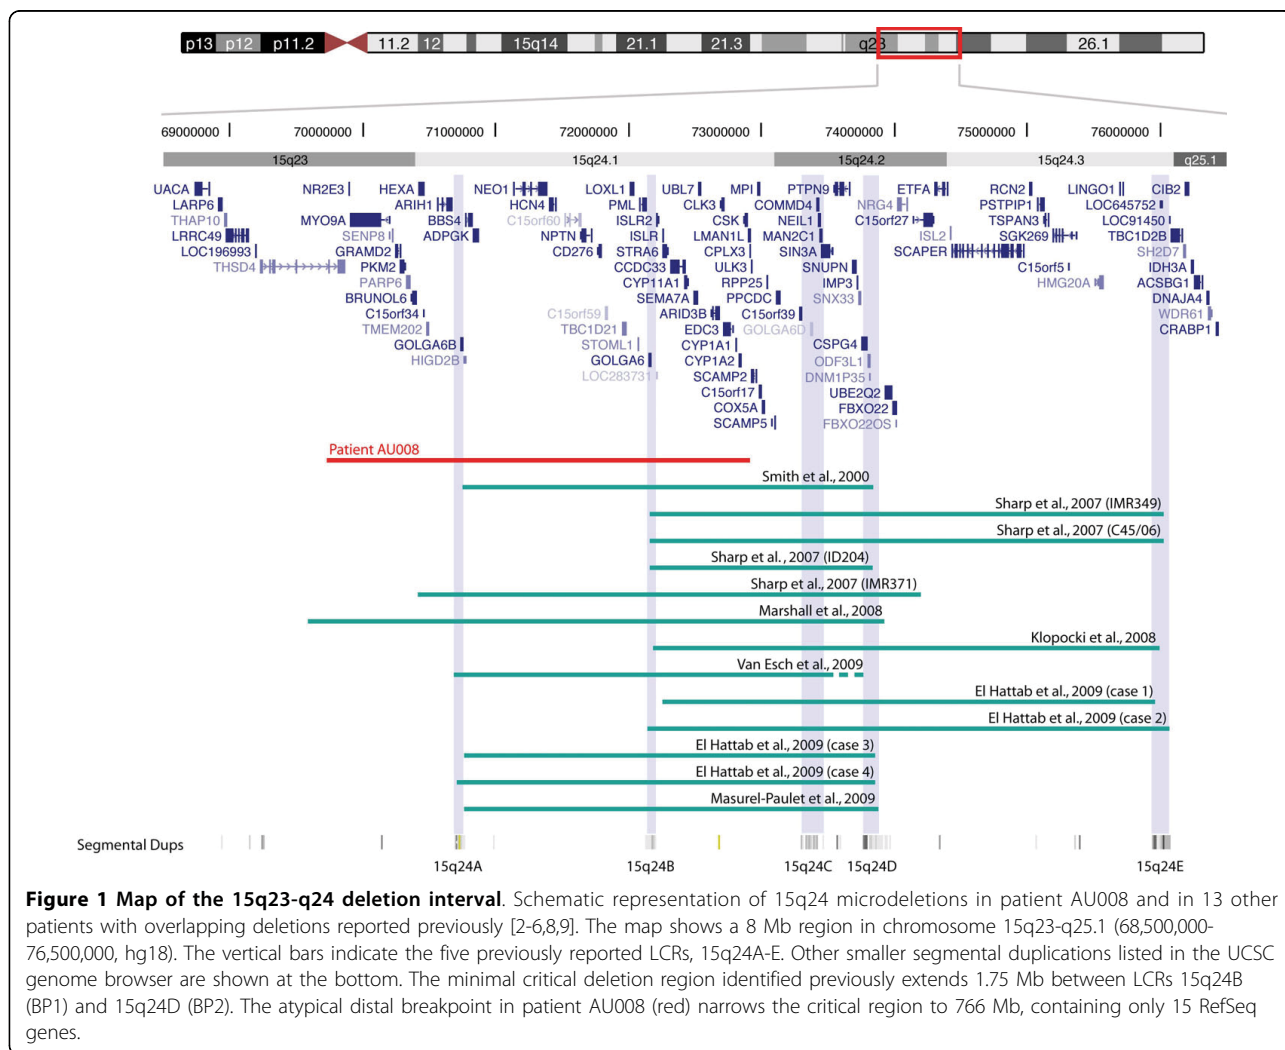 p13 p12 p11.2 11.2 12 15q14 21.1 21.3 q23 26.1
69000000 70000000 71000000 72000000 73000000 74000000 75000000 76000000
15q23 15q24.1 15q24.2 15q24.3 q25.1
UACA NR2E3 HEXA NEO1 LOXL1 UBL7 MPI PTPN9 ETFA RCN2 LINGO1 CIB2
LARP6 ARIH1 HCN4 PML CLK3 COMMD4 NRG4 PSTPIP1 LOC645752
THAP10 MYO9A BBS4 C15orf60 ISLR2 CSK NEIL1 C15orf27 TSPAN3 LOC91450
LRRC49 SENP8 ADPGK NPTN ISLR LMAN1L MAN2C1 ISL2 SGK269 TBC1D2B
LOC196993 GRAMD2 CD276 STRA6 CPLX3 SIN3A SCAPER SH2D7
THSD4 PKM2 CCDC33 ULK3 SNUPN C15orf5 IDH3A
PARP6 CYP11A1 RPP25 IMP3 HMG20A ACSBG1
BRUNOL6 SEMA7A PPCDC SNX33 DNAJA4
C15orf34 C15orf59 ARID3B C15orf39 WDR61
TMEM202 TBC1D21 EDC3 GOLGA6D CRABP1
GOLGA6B STOML1 CYP1A1 CSPG4
HIGD2B GOLGA6 CYP1A2 ODF3L1
LOC283731 SCAMP2 DNM1P35
C15orf17 UBE2Q2
COX5A FBXO22
SCAMP5 FBXO22OS
Patient AU008
Smith et al., 2000
Sharp et al., 2007 (IMR349)
Sharp et al., 2007 (C45/06)
Sharp et al., 2007 (ID204)
Sharp et al., 2007 (IMR371)
Marshall et al., 2008
Klopocki et al., 2008
Van Esch et al., 2009
El Hattab et al., 2009 (case 1)
El Hattab et al., 2009 (case 2)
El Hattab et al., 2009 (case 3)
El Hattab et al., 2009 (case 4)
Masurel-Paulet et al., 2009
Segmental Dups
15q24A 15q24B 15q24C 15q24D 15q24E
Figure 1 Map of the 15q23-q24 deletion interval. Schematic representation of 15q24 microdeletions in patient AU008 and in 13 other
patients with overlapping deletions reported previously [2-6,8,9]. The map shows a 8 Mb region in chromosome 15q23-q25.1 (68,500,000-
76,500,000, hg18). The vertical bars indicate the five previously reported LCRs, 15q24A-E. Other smaller segmental duplications listed in the UCSC
genome browser are shown at the bottom. The minimal critical deletion region identified previously extends 1.75 Mb between LCRs 15q24B
(BP1) and 15q24D (BP2). The atypical distal breakpoint in patient AU008 (red) narrows the critical region to 766 Mb, containing only 15 RefSeq
genes.